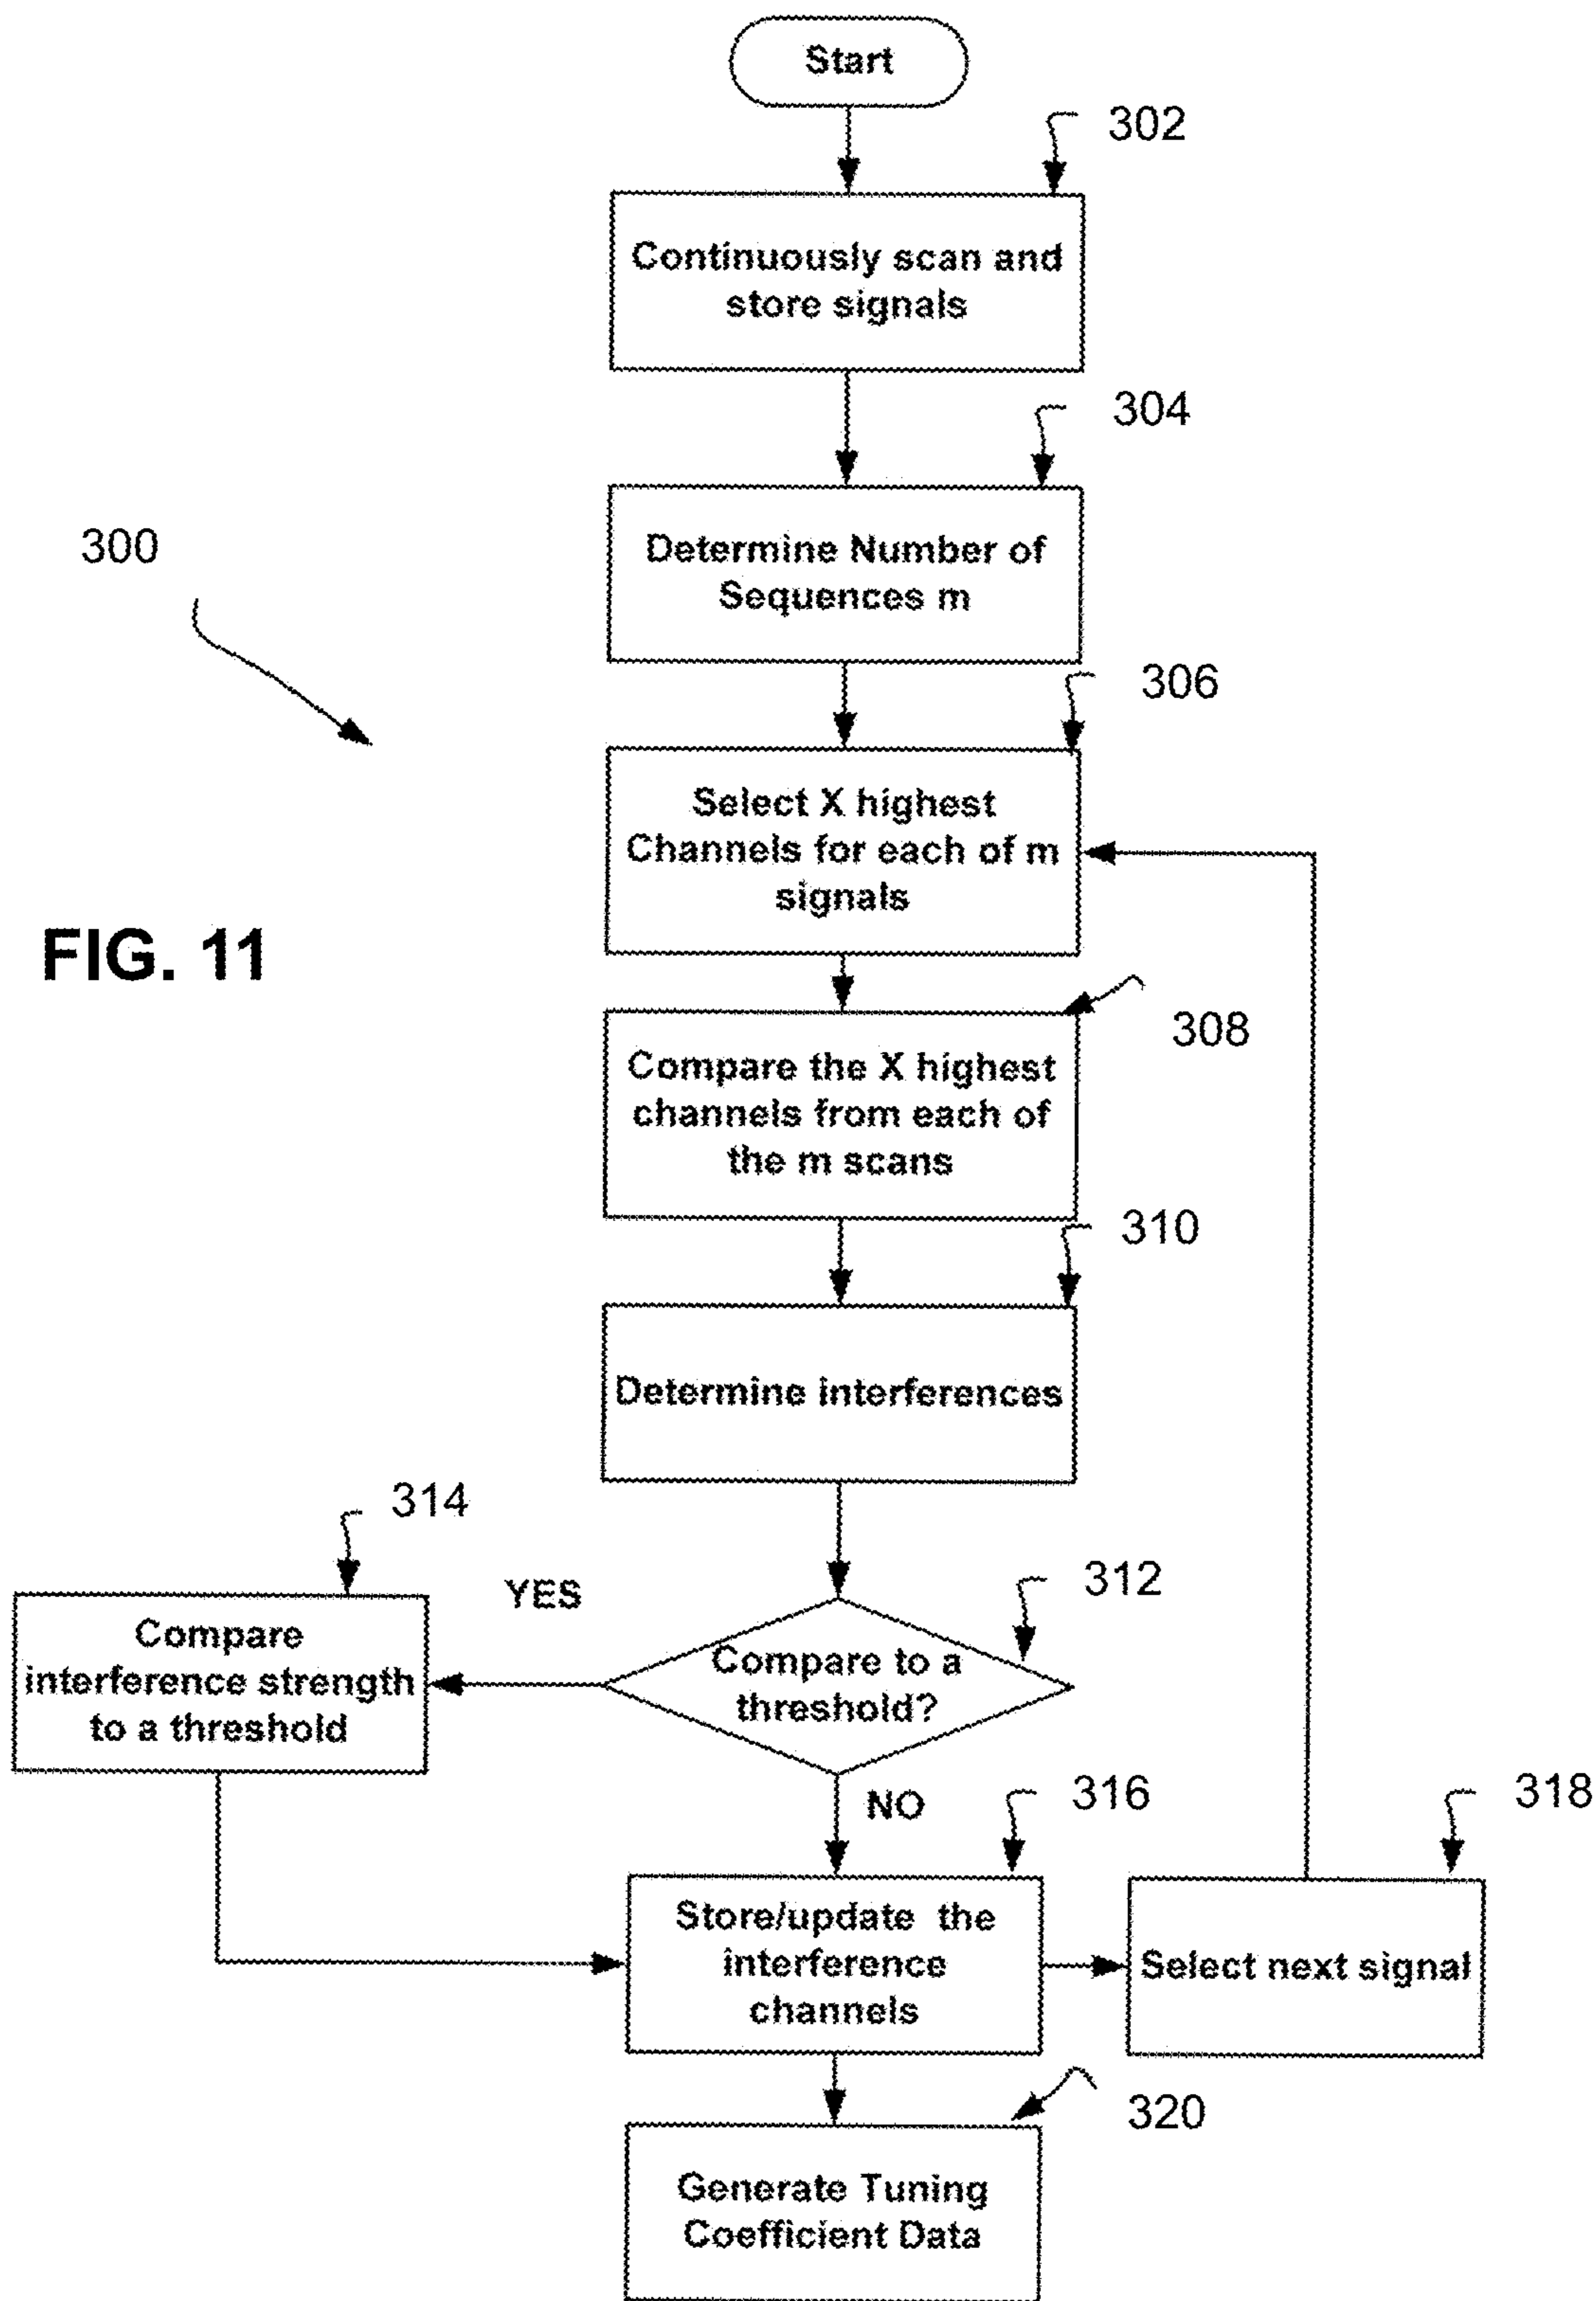 Start
302
Continuously scan and
store signals
304
Determine Number of
Sequences m
300
306
Select X highest
Channels for each of m
signals
FIG. 11
308
Compare the X highest
channels from each of
the m scans
310
Determine interferences
314
312
YES
Compare
interference strength
to a threshold
Compare to a
threshold?
NO
316
318
Store/update the
interference
channels
Select next signal
320
Generate Tuning
Coefficient Data